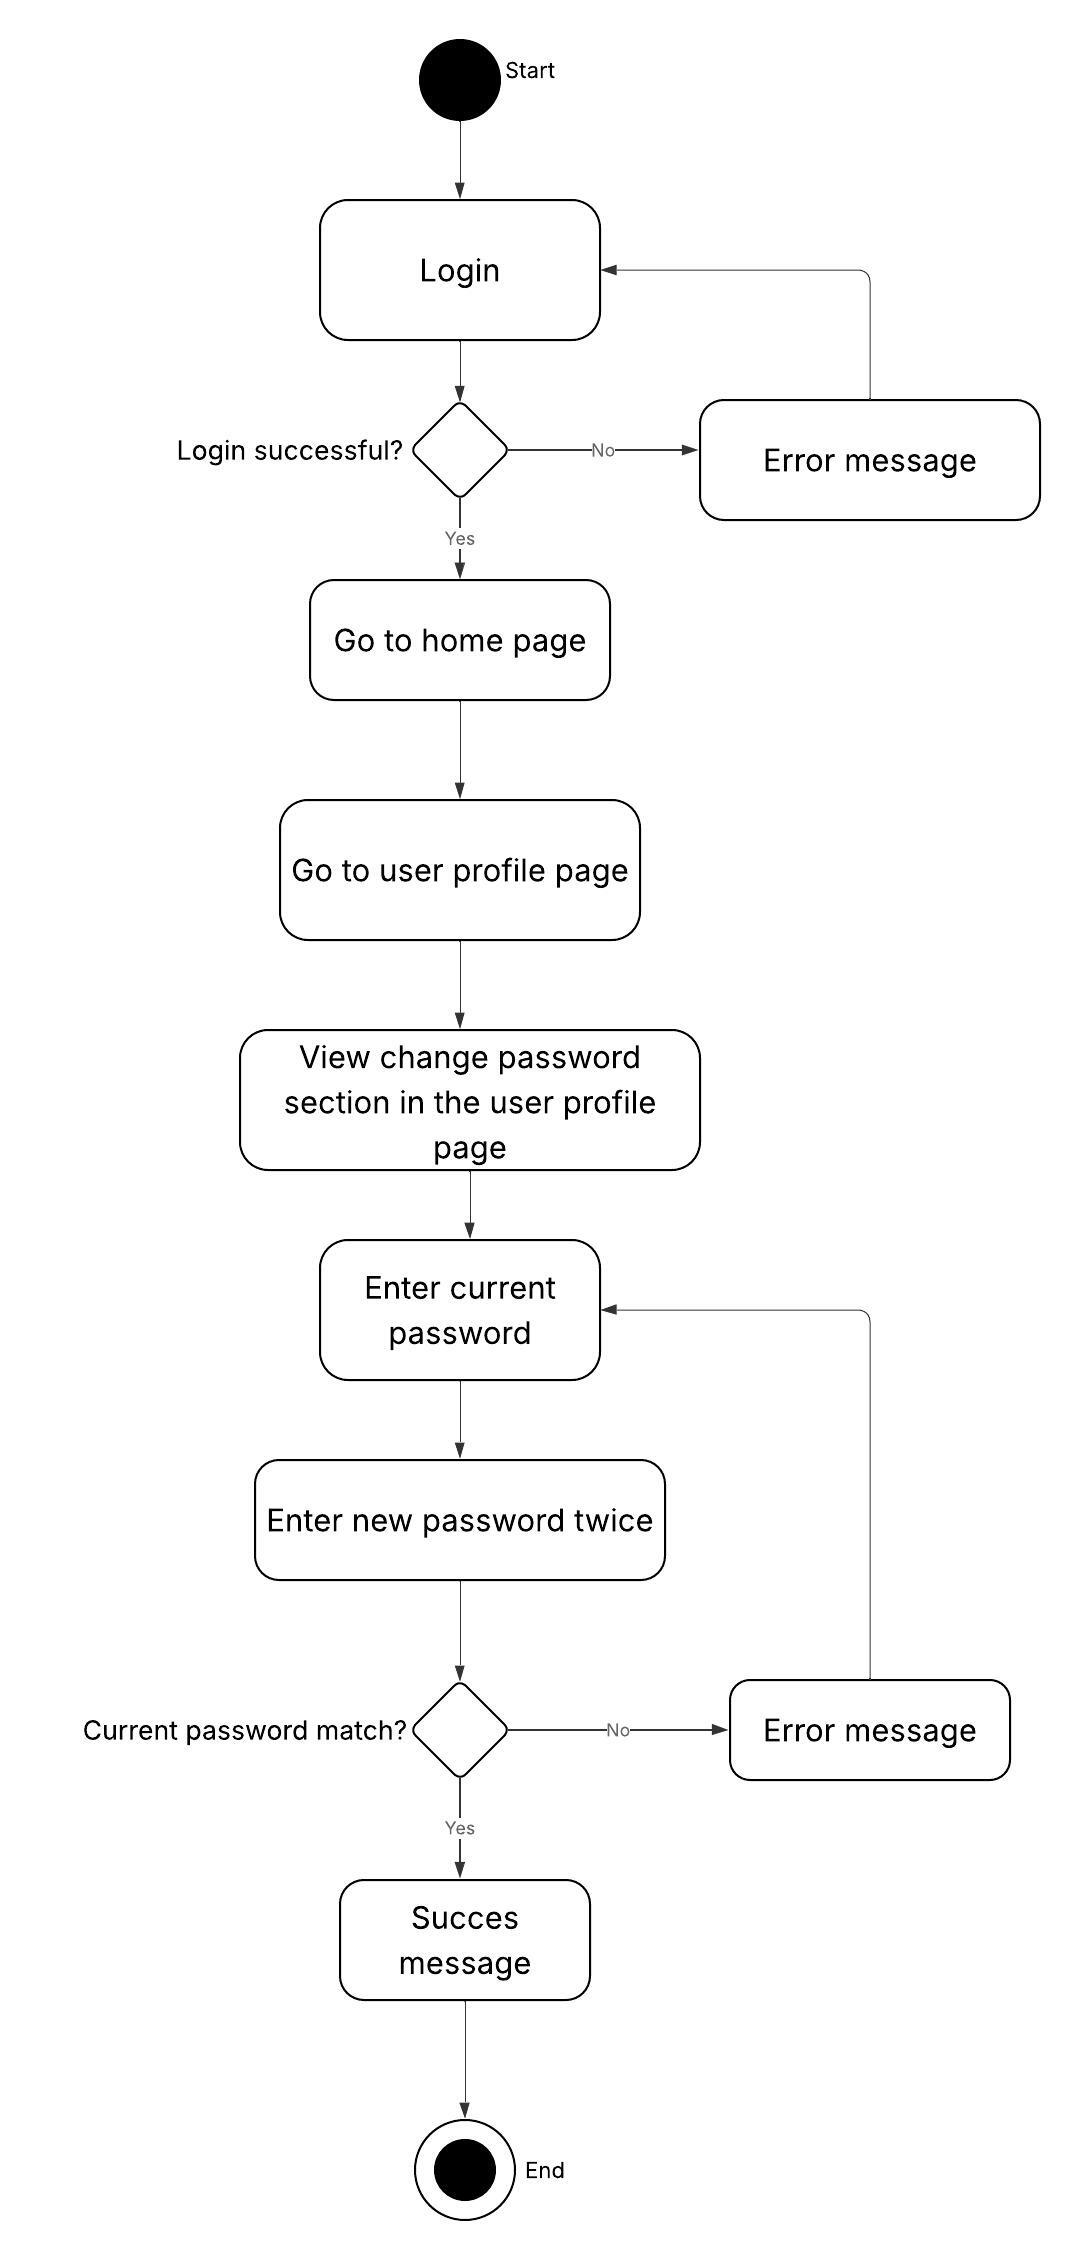 Start
Login
Login successful?
No
Error message
Yes
Go to home page
Go to user profile page
View change password
section in the user profile
page
Enter current
password
Enter new password twice
Current password match?
No
Error message
Yes
Succes
message
End